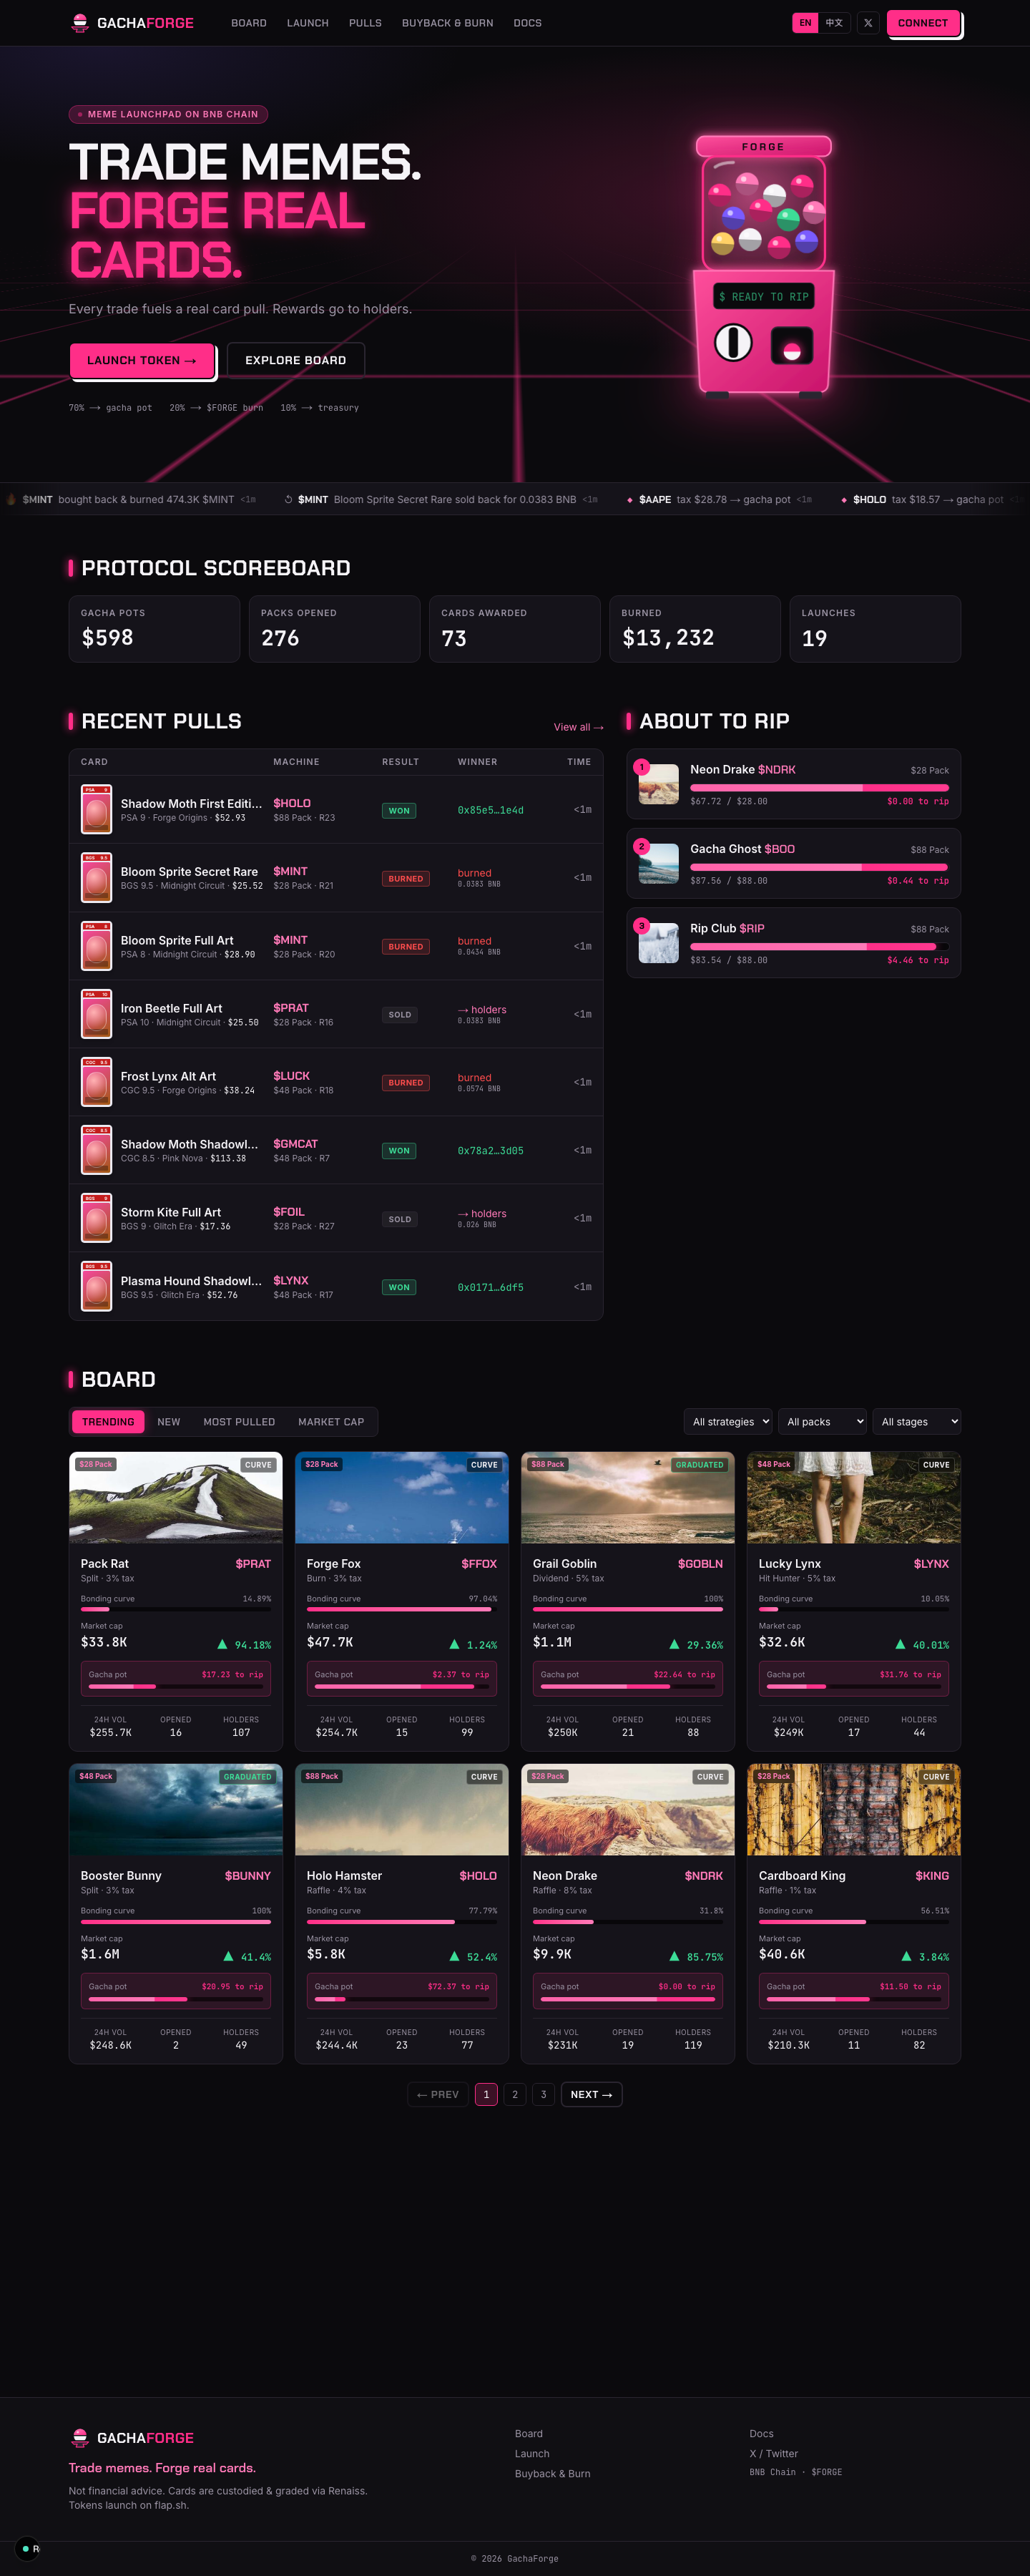 GACHAFORGE
BOARD LAUNCH PULLS BUYBACK & BURN DOCS
EN 中文 X CONNECT
MEME LAUNCHPAD ON BNB CHAIN
TRADE MEMES.
FORGE REAL
CARDS.
Every trade fuels a real card pull. Rewards go to holders.
LAUNCH TOKEN → EXPLORE BOARD
70% → gacha pot 20% → $FORGE burn 10% → treasury
FORGE
$ READY TO RIP
$MINT bought back & burned 474.3K $MINT <1m $MINT Bloom Sprite Secret Rare sold back for 0.0383 BNB <1m $AAPE tax $28.78 → gacha pot <1m $HOLO tax $18.57 → gacha pot
PROTOCOL SCOREBOARD
GACHA POTS PACKS OPENED CARDS AWARDED BURNED LAUNCHES
$598 276 73 $13,232 19
RECENT PULLS
View all →
CARD MACHINE RESULT WINNER TIME
PSA 9
Shadow Moth First Editi... $HOLO WON 0x85e5…1e4d <1m
PSA 9 · Forge Origins · $52.93 $88 Pack · R23
BGS 9.5
Bloom Sprite Secret Rare $MINT BURNED burned <1m
BGS 9.5 · Midnight Circuit · $25.52 $28 Pack · R21 0.0383 BNB
PSA 8
Bloom Sprite Full Art $MINT BURNED burned <1m
PSA 8 · Midnight Circuit · $28.90 $28 Pack · R20 0.0434 BNB
PSA 10
Iron Beetle Full Art $PRAT SOLD → holders <1m
PSA 10 · Midnight Circuit · $25.50 $28 Pack · R16 0.0383 BNB
CGC 9.5
Frost Lynx Alt Art $LUCK BURNED burned <1m
CGC 9.5 · Forge Origins · $38.24 $48 Pack · R18 0.0574 BNB
CGC 8.5
Shadow Moth Shadowl... $GMCAT WON 0x78a2…3d05 <1m
CGC 8.5 · Pink Nova · $113.38 $48 Pack · R7
BGS 9
Storm Kite Full Art $FOIL SOLD → holders <1m
BGS 9 · Glitch Era · $17.36 $28 Pack · R27 0.026 BNB
BGS 9.5
Plasma Hound Shadowl... $LYNX WON 0x0171…6df5 <1m
BGS 9.5 · Glitch Era · $52.76 $48 Pack · R17
ABOUT TO RIP
1
Neon Drake $NDRK $28 Pack
$67.72 / $28.00 $0.00 to rip
2
Gacha Ghost $BOO $88 Pack
$87.56 / $88.00 $0.44 to rip
3
Rip Club $RIP $88 Pack
$83.54 / $88.00 $4.46 to rip
BOARD
TRENDING NEW MOST PULLED MARKET CAP
All strategies All packs All stages
$28 Pack CURVE
Pack Rat $PRAT
Split · 3% tax
Bonding curve 14.89%
Market cap
$33.8K ▲ 94.18%
Gacha pot $17.23 to rip
24H VOL OPENED HOLDERS
$255.7K 16 107
$28 Pack CURVE
Forge Fox $FFOX
Burn · 3% tax
Bonding curve 97.04%
Market cap
$47.7K ▲ 1.24%
Gacha pot $2.37 to rip
24H VOL OPENED HOLDERS
$254.7K 15 99
$88 Pack GRADUATED
Grail Goblin $GOBLN
Dividend · 5% tax
Bonding curve 100%
Market cap
$1.1M ▲ 29.36%
Gacha pot $22.64 to rip
24H VOL OPENED HOLDERS
$250K 21 88
$48 Pack CURVE
Lucky Lynx $LYNX
Hit Hunter · 5% tax
Bonding curve 10.05%
Market cap
$32.6K ▲ 40.01%
Gacha pot $31.76 to rip
24H VOL OPENED HOLDERS
$249K 17 44
$48 Pack GRADUATED
Booster Bunny $BUNNY
Split · 3% tax
Bonding curve 100%
Market cap
$1.6M ▲ 41.4%
Gacha pot $20.95 to rip
24H VOL OPENED HOLDERS
$248.6K 2 49
$88 Pack CURVE
Holo Hamster $HOLO
Raffle · 4% tax
Bonding curve 77.79%
Market cap
$5.8K ▲ 52.4%
Gacha pot $72.37 to rip
24H VOL OPENED HOLDERS
$244.4K 23 77
$28 Pack CURVE
Neon Drake $NDRK
Raffle · 8% tax
Bonding curve 31.8%
Market cap
$9.9K ▲ 85.75%
Gacha pot $0.00 to rip
24H VOL OPENED HOLDERS
$231K 19 119
$28 Pack CURVE
Cardboard King $KING
Raffle · 1% tax
Bonding curve 56.51%
Market cap
$40.6K ▲ 3.84%
Gacha pot $11.50 to rip
24H VOL OPENED HOLDERS
$210.3K 11 82
← PREV 1 2 3 NEXT →
GACHAFORGE
Trade memes. Forge real cards.
Not financial advice. Cards are custodied & graded via Renaiss.
Tokens launch on flap.sh.
Board
Launch
Buyback & Burn
Docs
X / Twitter
BNB Chain · $FORGE
© 2026 GachaForge